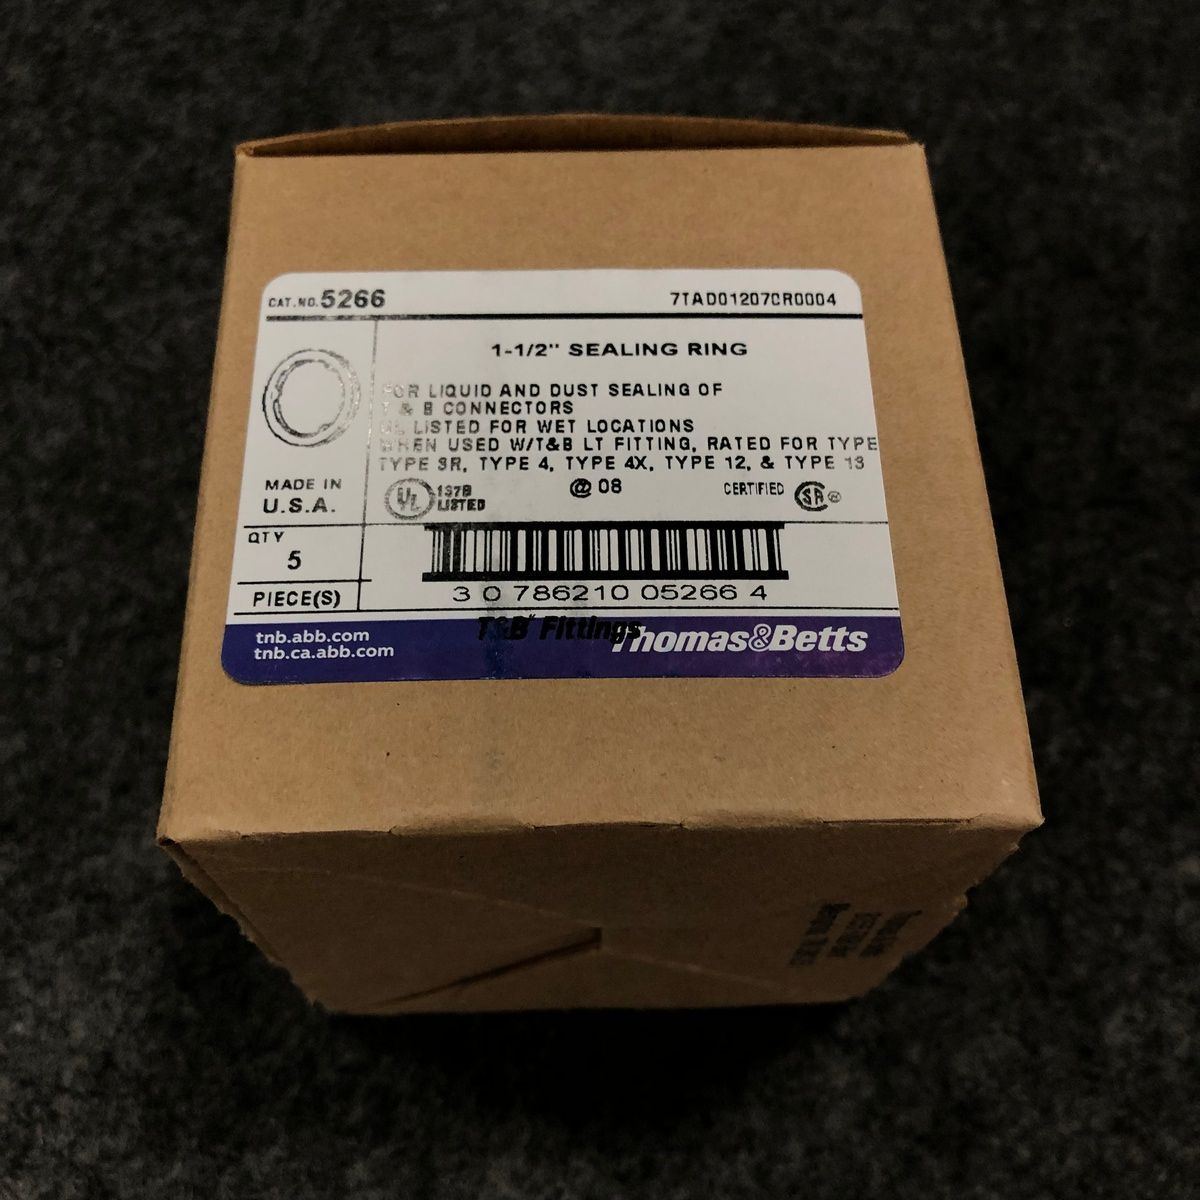 CAT.NO.5266
7TAD012070R0004
1-1/2" SEALING RING
FOR LIQUID AND DUST SEALING OF
T & B CONNECTORS
UL LISTED FOR WET LOCATIONS
WHEN USED W/T&B LT FITTING, RATED FOR TYPE
TYPE 3R, TYPE 4, TYPE 4X, TYPE 12, & TYPE 13
MADE IN
U.S.A.
UL
LISTED
@ 08
CERTIFIED
QTY
5
PIECE(S)
3 0 786210 05266 4
T&B Fittings
Thomas&Betts
tnb.abb.com
tnb.ca.abb.com